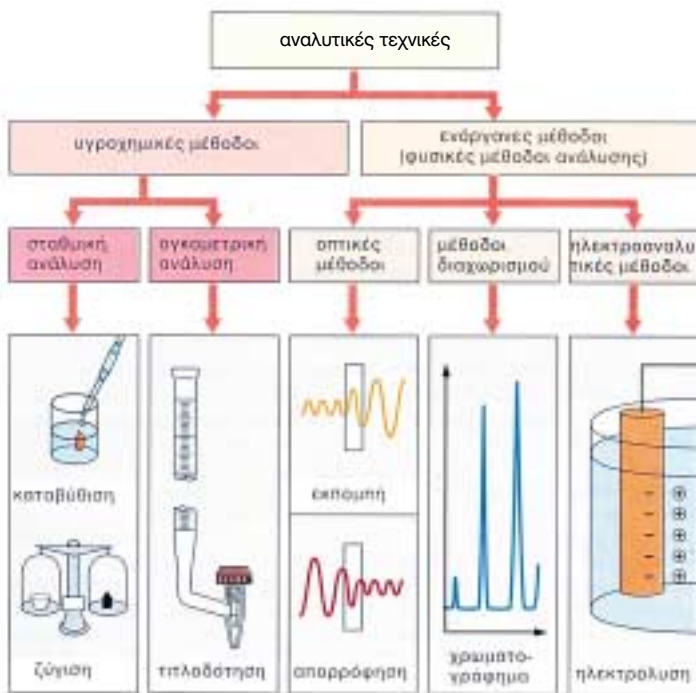 αναλυτικές τεχνικές
υγροχημικές μέθοδοι
ενόργανες μέθοδοι
(φυσικές μέθοδοι ανάλυσης)
σταθμική
ανάλυση
ογκομετρική
ανάλυση
οπτικές
μέθοδοι
μέθοδοι
διαχωρισμού
ηλεκτροαναλυ
τικές μέθοδοι
καταβύθιση
ζύγιση
τιτλοδότηση
εκπομπή
απορρόφηση
χρωματο-
γράφημα
ηλεκτρόλυση